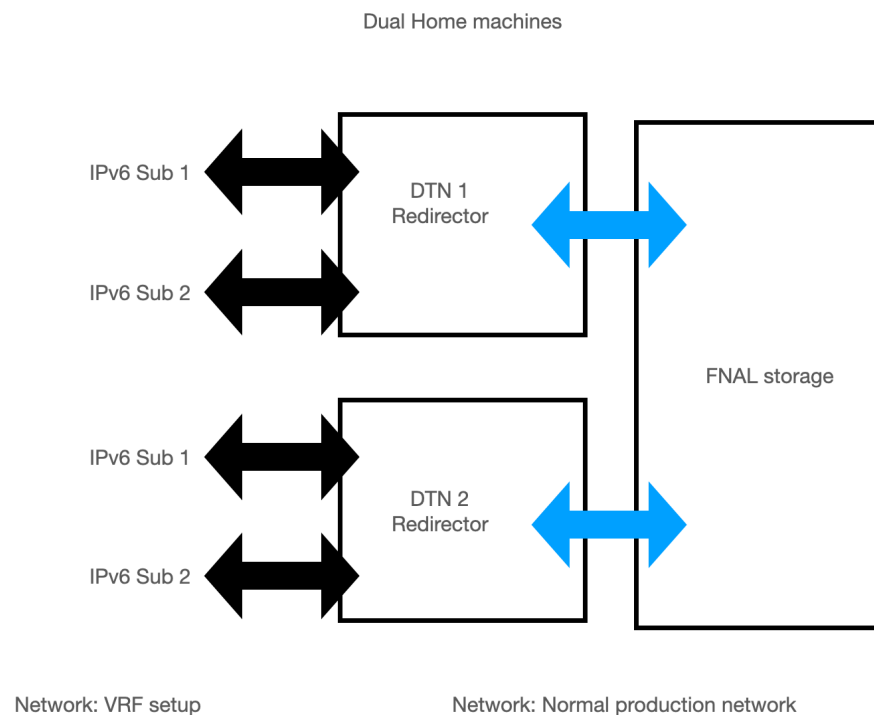 Dual Home machines
IPv6 Sub 1
DTN 1
Redirector
IPv6 Sub 2
FNAL storage
IPv6 Sub 1
DTN 2
Redirector
IPv6 Sub 2
Network: VRF setup
Network: Normal production network